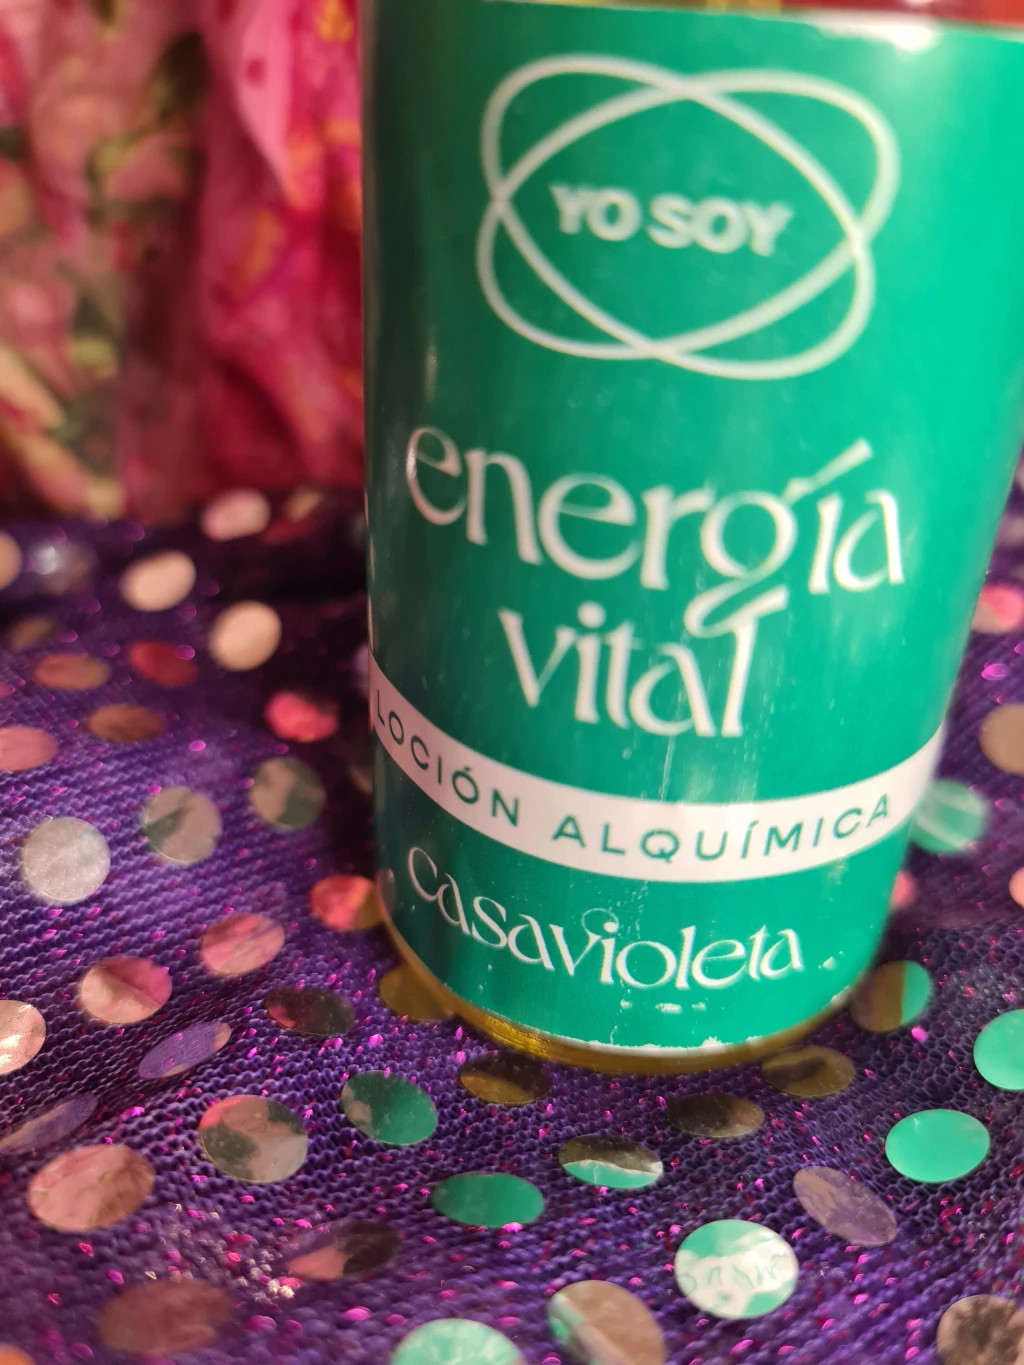 YO SOY
energía
vital
LOCIÓN ALQUÍMICA
casavioleta